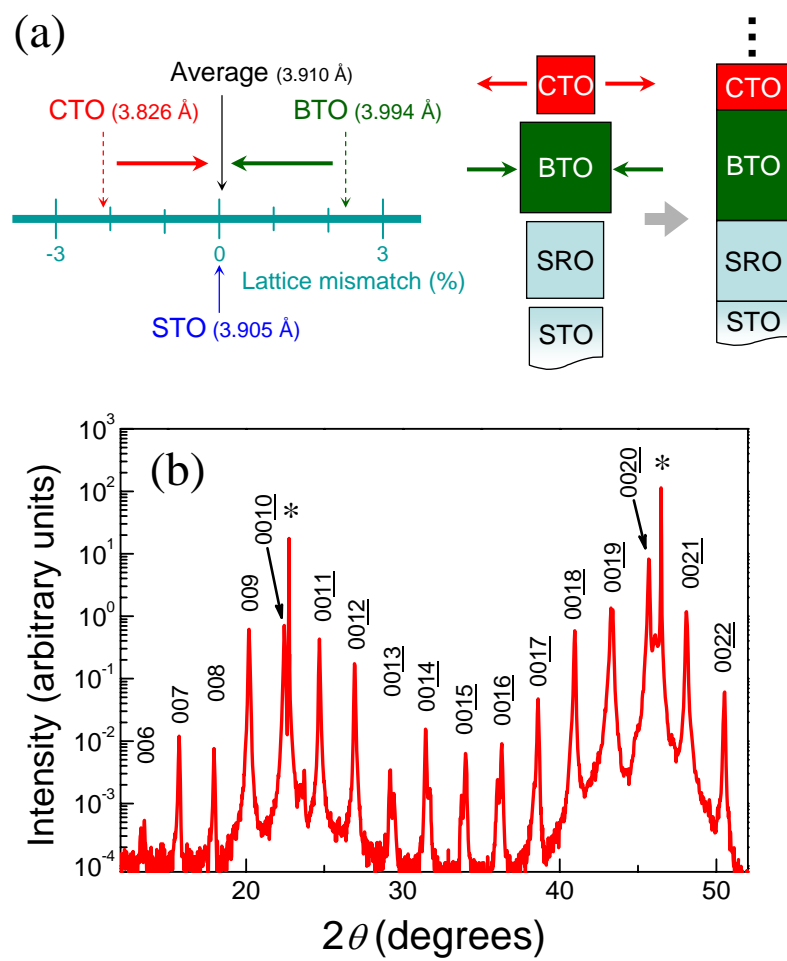 (a)
Average (3.910 Å)
CTO (3.826 Å)
BTO (3.994 Å)
-3
0
3
Lattice mismatch (%)
STO (3.905 Å)
CTO
BTO
SRO
STO
CTO
BTO
SRO
STO
(b)
Intensity (arbitrary units)
10³
10²
10¹
10⁰
10⁻¹
10⁻²
10⁻³
10⁻⁴
006
007
008
009
0010
*
0011
0012
0013
0014
0015
0016
0017
0018
0019
0020
*
0021
0022
20
30
40
50
2θ (degrees)